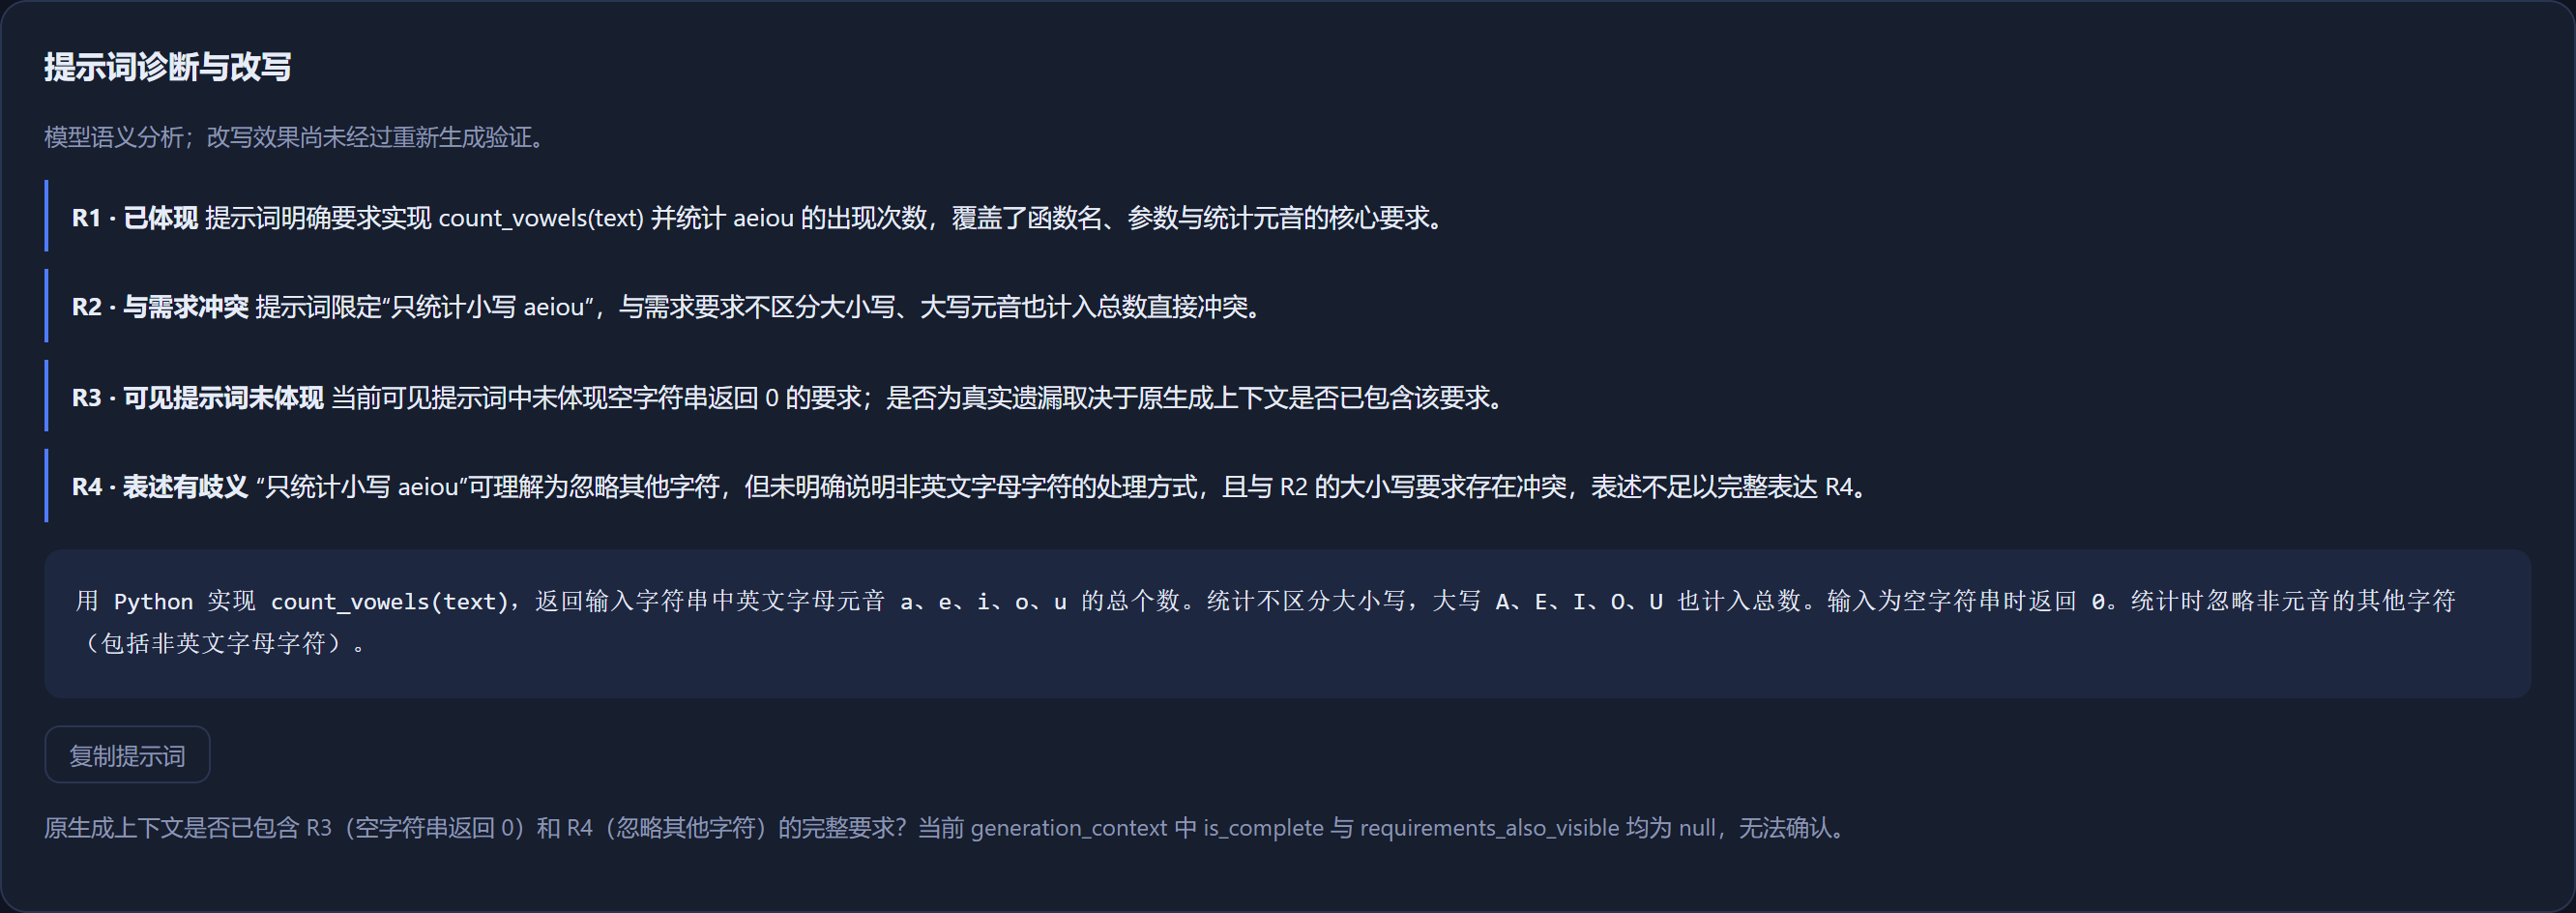 提示词诊断与改写
模型语义分析；改写效果尚未经过重新生成验证。
R1 · 已体现 提示词明确要求实现 count_vowels(text) 并统计 aeiou 的出现次数，覆盖了函数名、参数与统计元音的核心要求。
R2 · 与需求冲突 提示词限定“只统计小写 aeiou”，与需求要求不区分大小写、大写元音也计入总数直接冲突。
R3 · 可见提示词未体现 当前可见提示词中未体现空字符串返回 0 的要求；是否为真实遗漏取决于原生成上下文是否已包含该要求。
R4 · 表述有歧义 “只统计小写 aeiou”可理解为忽略其他字符，但未明确说明非英文字母字符的处理方式，且与 R2 的大小写要求存在冲突，表述不足以完整表达 R4。
用 Python 实现 count_vowels(text)，返回输入字符串中英文字母元音 a、e、i、o、u 的总个数。统计不区分大小写，大写 A、E、I、O、U 也计入总数。输入为空字符串时返回 0。统计时忽略非元音的其他字符
（包括非英文字母字符）。
复制提示词
原生成上下文是否已包含 R3（空字符串返回 0）和 R4（忽略其他字符）的完整要求？当前 generation_context 中 is_complete 与 requirements_also_visible 均为 null，无法确认。